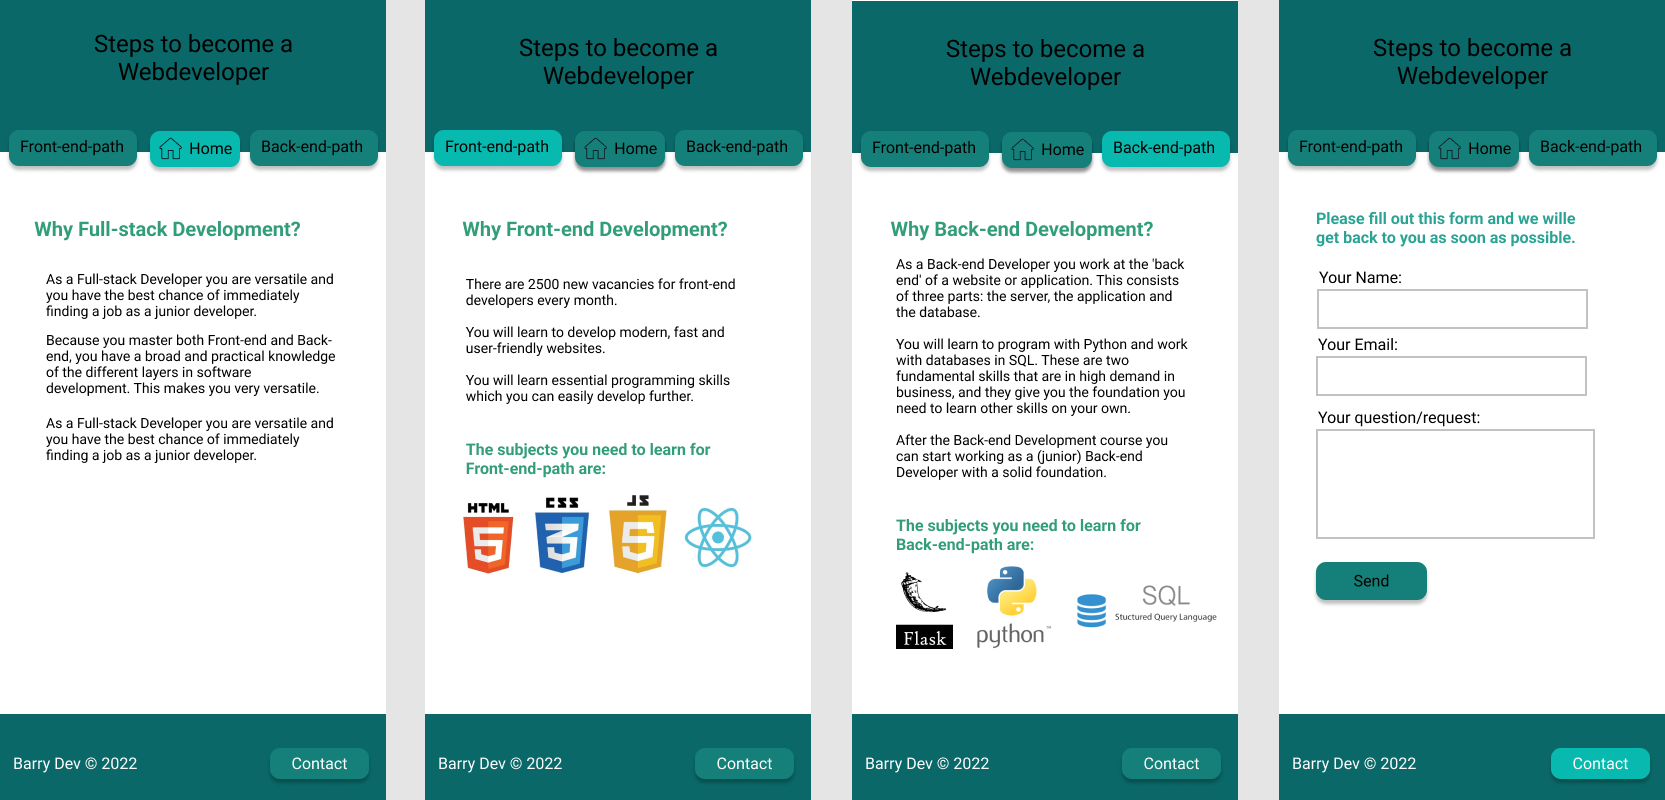 Steps to become a
Webdeveloper
Front-end-path
Home
Back-end-path
Why Full-stack Development?
As a Full-stack Developer you are versatile and
you have the best chance of immediately
finding a job as a junior developer.
Because you master both Front-end and Back-
end, you have a broad and practical knowledge
of the different layers in software
development. This makes you very versatile.
As a Full-stack Developer you are versatile and
you have the best chance of immediately
finding a job as a junior developer.
Barry Dev © 2022
Contact
Steps to become a
Webdeveloper
Front-end-path
Home
Back-end-path
Why Front-end Development?
There are 2500 new vacancies for front-end
developers every month.
You will learn to develop modern, fast and
user-friendly websites.
You will learn essential programming skills
which you can easily develop further.
The subjects you need to learn for
Front-end-path are:
HTML
5
CSS
3
JS
5
Barry Dev © 2022
Contact
Steps to become a
Webdeveloper
Front-end-path
Home
Back-end-path
Why Back-end Development?
As a Back-end Developer you work at the 'back
end' of a website or application. This consists
of three parts: the server, the application and
the database.
You will learn to program with Python and work
with databases in SQL. These are two
fundamental skills that are in high demand in
business, and they give you the foundation you
need to learn other skills on your own.
After the Back-end Development course you
can start working as a (junior) Back-end
Developer with a solid foundation.
The subjects you need to learn for
Back-end-path are:
Flask
python™
SQL
Stuctured Query Language
Barry Dev © 2022
Contact
Steps to become a
Webdeveloper
Front-end-path
Home
Back-end-path
Please fill out this form and we wille
get back to you as soon as possible.
Your Name:
Your Email:
Your question/request:
Send
Barry Dev © 2022
Contact